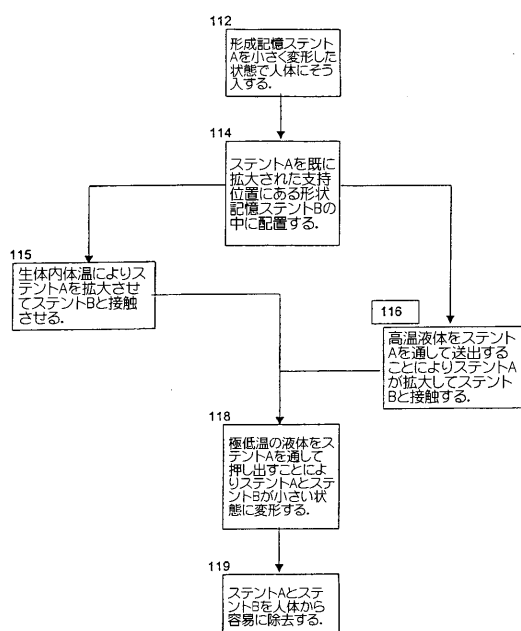 112
形成記憶ステント
Aを小さく変形した
状態で人体にそう
入する.
114
ステントAを既に
拡大された支持
位置にある形状
記憶ステントBの
中に配置する.
115
生体内体温によりス
テントAを拡大させ
てステントBと接触
させる.
116
高温液体をステント
Aを通して送出する
ことによりステントA
が拡大してステント
Bと接触する.
118
極低温の液体をス
テントAを通して
押し出すことによ
りステントAとステ
ントBが小さい状
態に変形する.
119
ステントAとステ
ントBを人体から
容易に除去する.